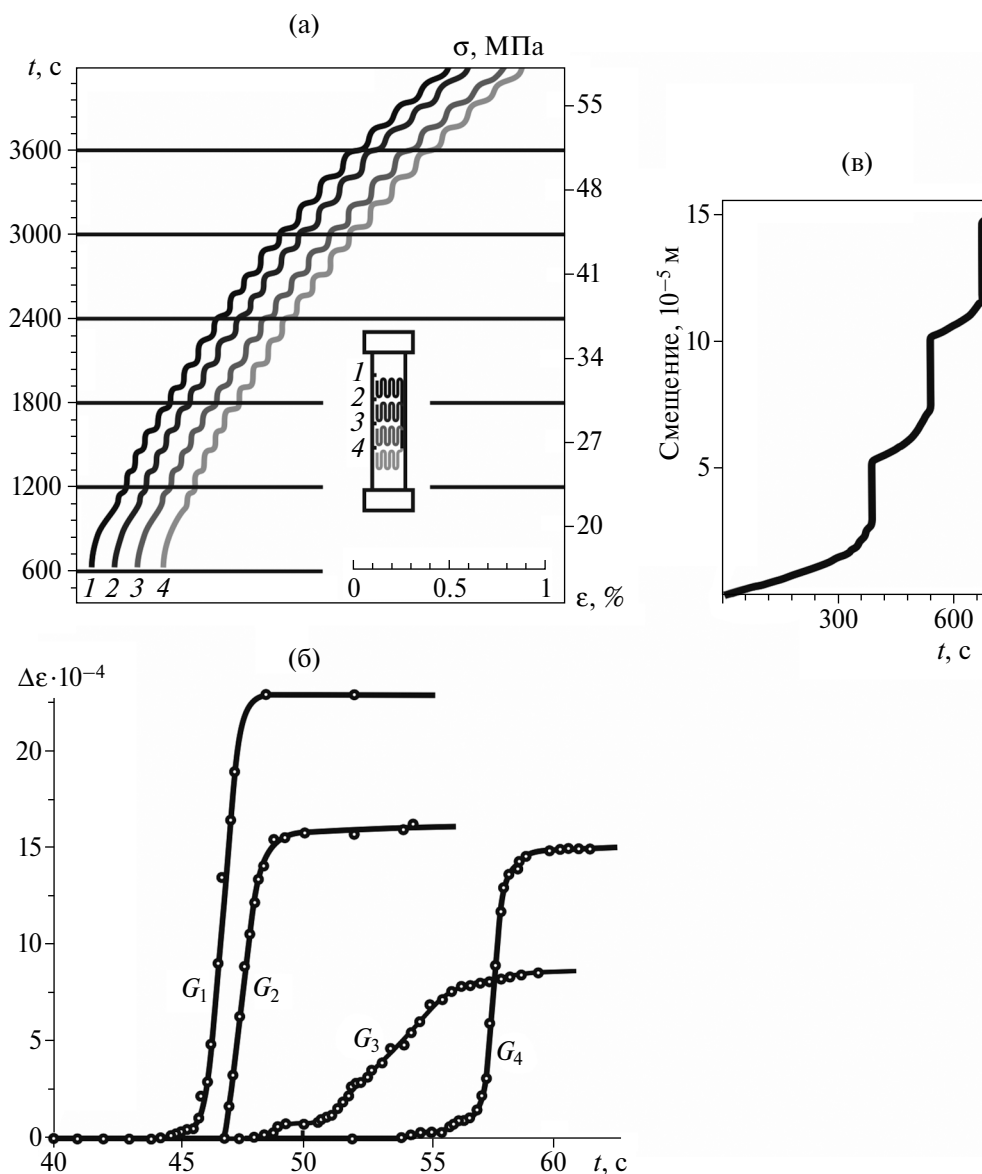 (а)
σ, МПа
t, с
55
3600
48
3000
41
2400
34
1
2
3
4
1800
27
1200
20
600
1 2 3 4
0 0.5 1
ε, %
(в)
15
10
5
Смещение, 10⁻⁵ м
300 600
t, с
(б)
Δε·10⁻⁴
20
15
10
5
0
G₁
G₂
G₃
G₄
40 45 50 55 60 t, с